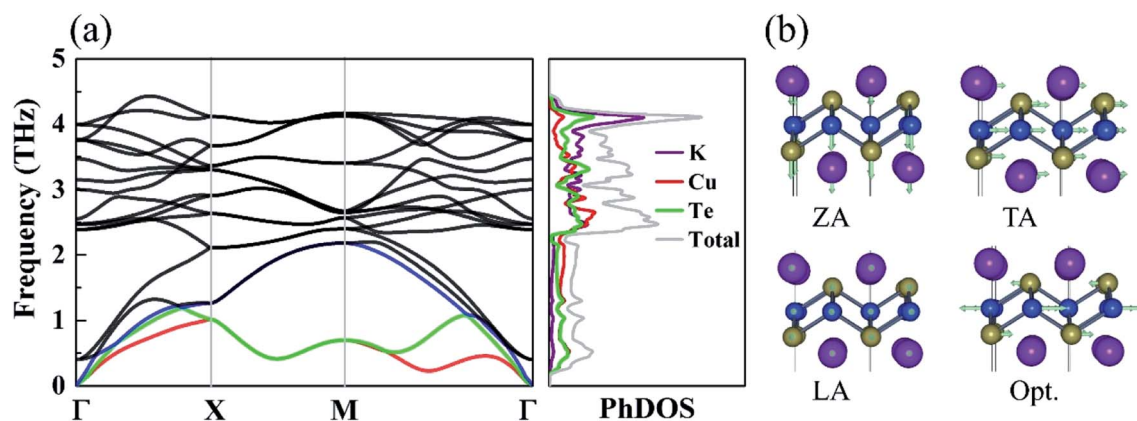 (a)
Frequency (THz)
5
4
3
2
1
0
Γ
X
M
Γ
K
Cu
Te
Total
PhDOS
(b)
ZA
TA
LA
Opt.